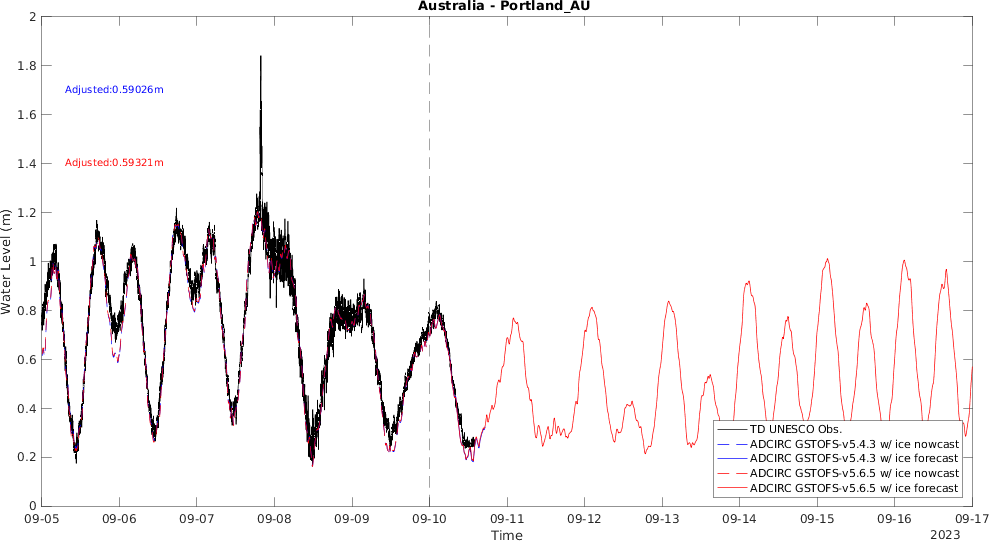 Australia - Portland_AU
2
1.8
1.6
1.4
1.2
1
0.8
0.6
0.4
0.2
0
Water Level (m)
Adjusted:0.59026m
Adjusted:0.59321m
TD UNESCO Obs.
ADCIRC GSTOFS-v5.4.3 w/ ice nowcast
ADCIRC GSTOFS-v5.4.3 w/ ice forecast
ADCIRC GSTOFS-v5.6.5 w/ ice nowcast
ADCIRC GSTOFS-v5.6.5 w/ ice forecast
09-05 09-06 09-07 09-08 09-09 09-10 09-11 09-12 09-13 09-14 09-15 09-16 09-17
Time
2023